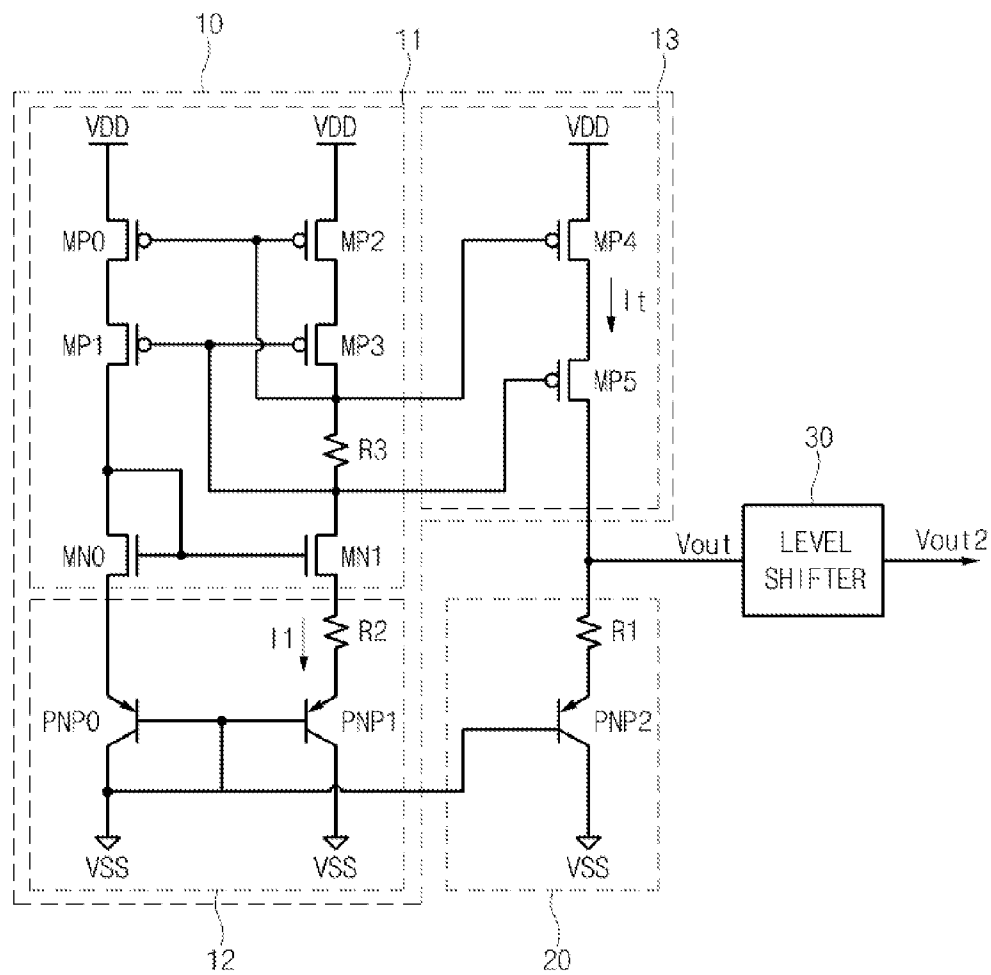 10
11
13
VDD
VDD
VDD
MP0
MP2
MP4
It
MP1
MP3
MP5
R3
30
MN0
MN1
Vout
LEVEL
SHIFTER
Vout2
I1
R2
R1
PNP0
PNP1
PNP2
VSS
VSS
VSS
12
20